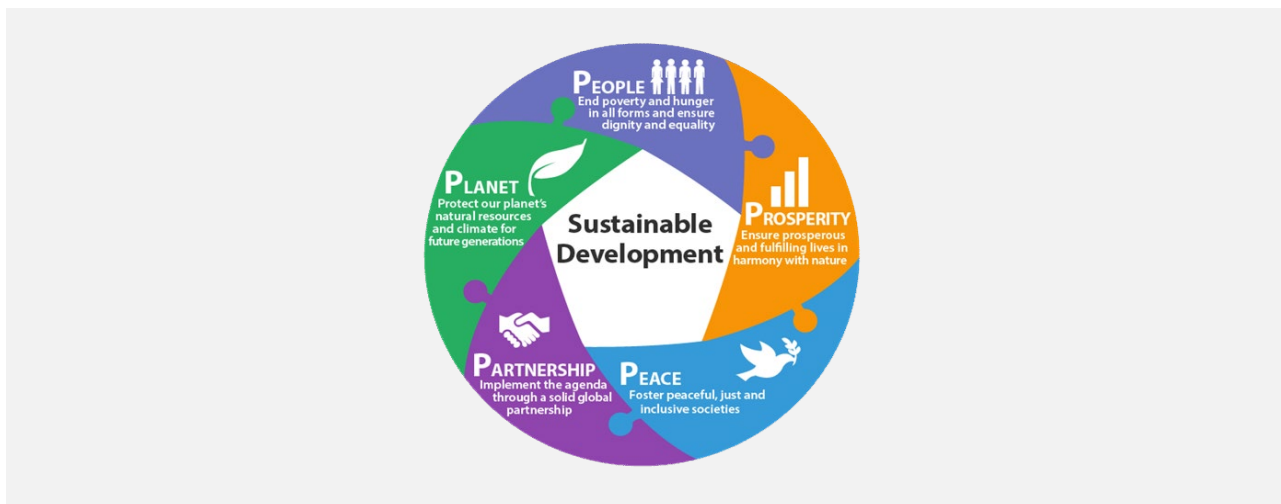 PEOPLE
End poverty and hunger
in all forms and ensure
dignity and equality
PROSPERITY
Ensure prosperous
and fulfilling lives in
harmony with nature
PEACE
Foster peaceful, just and
inclusive societies
PARTNERSHIP
Implement the agenda
through a solid global
partnership
PLANET
Protect our planet's
natural resources
and climate for
future generations
Sustainable
Development